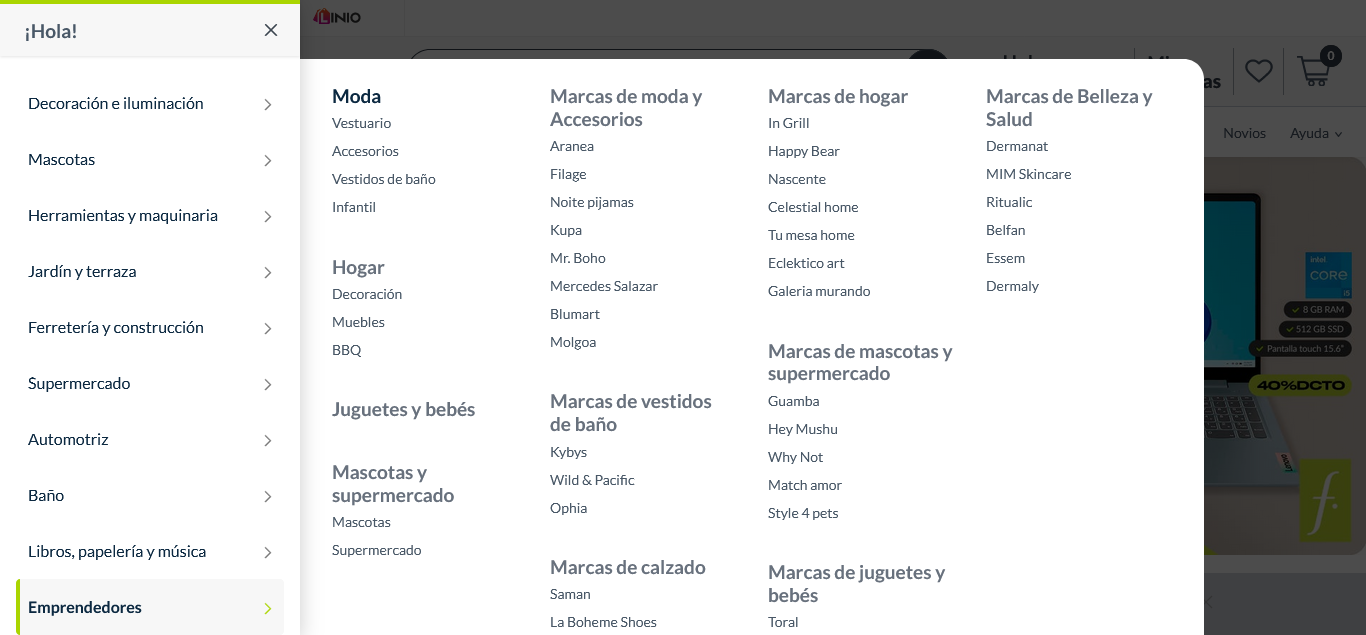 ¡Hola!
Decoración e iluminación
Mascotas
Herramientas y maquinaria
Jardín y terraza
Ferretería y construcción
Supermercado
Automotriz
Baño
Libros, papelería y música
Emprendedores
Moda
Vestuario
Accesorios
Vestidos de baño
Infantil
Hogar
Decoración
Muebles
BBQ
Juguetes y bebés
Mascotas y
supermercado
Mascotas
Supermercado
Marcas de moda y
Accesorios
Aranea
Filage
Noite pijamas
Kupa
Mr. Boho
Mercedes Salazar
Blumart
Molgoa
Marcas de vestidos
de baño
Kybys
Wild & Pacific
Ophia
Marcas de calzado
Saman
La Boheme Shoes
Marcas de hogar
In Grill
Happy Bear
Nascente
Celestial home
Tu mesa home
Eclektico art
Galeria murando
Marcas de mascotas y
supermercado
Guamba
Hey Mushu
Why Not
Match amor
Style 4 pets
Marcas de juguetes y
bebés
Toral
Marcas de Belleza y
Salud
Dermanat
MIM Skincare
Ritualic
Belfan
Essem
Dermaly
LINIO
0
Novios
Ayuda
intel
CORE
i5
8 GB RAM
512 GB SSD
Pantalla touch 15.6"
40%DCTO
f.